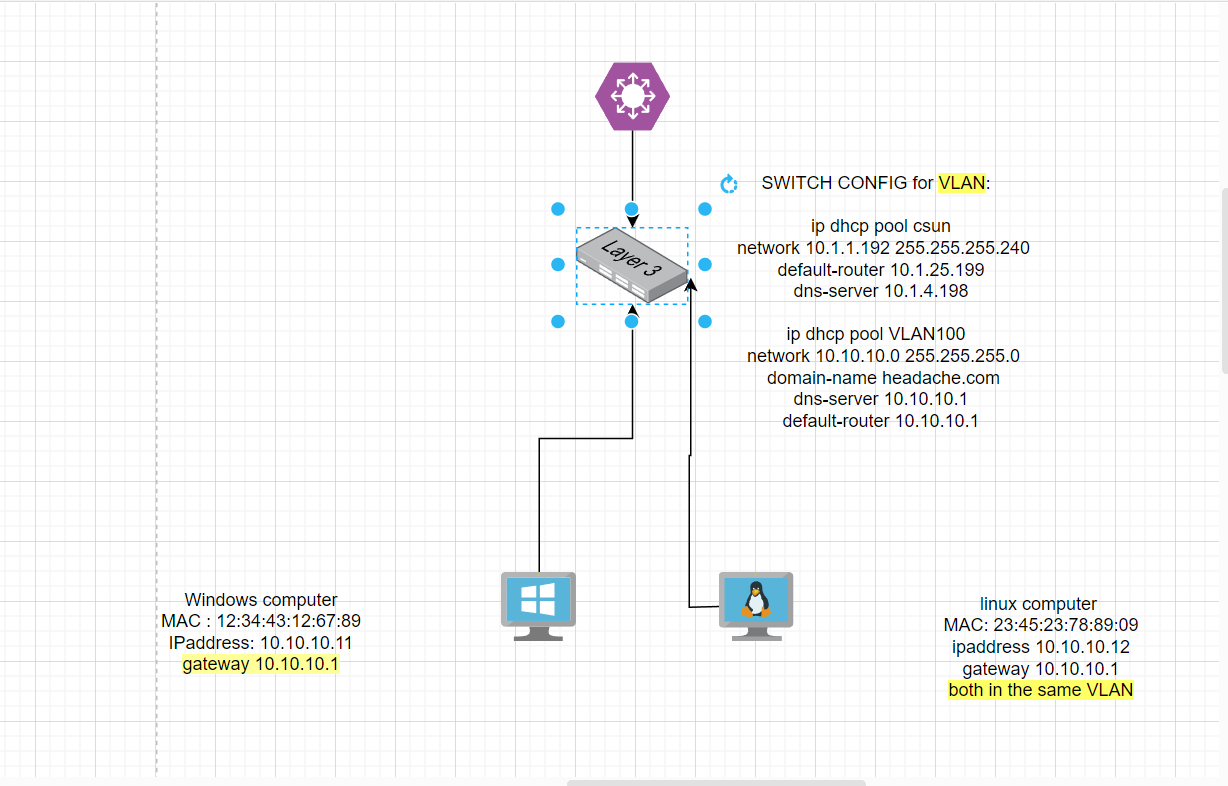 SWITCH CONFIG for VLAN:
ip dhcp pool csun
network 10.1.1.192 255.255.255.240
default-router 10.1.25.199
dns-server 10.1.4.198
Layer 3
ip dhcp pool VLAN100
network 10.10.10.0 255.255.255.0
domain-name headache.com
dns-server 10.10.10.1
default-router 10.10.10.1
Windows computer
MAC : 12:34:43:12:67:89
IPaddress: 10.10.10.11
gateway 10.10.10.1
linux computer
MAC: 23:45:23:78:89:09
ipaddress 10.10.10.12
gateway 10.10.10.1
both in the same VLAN